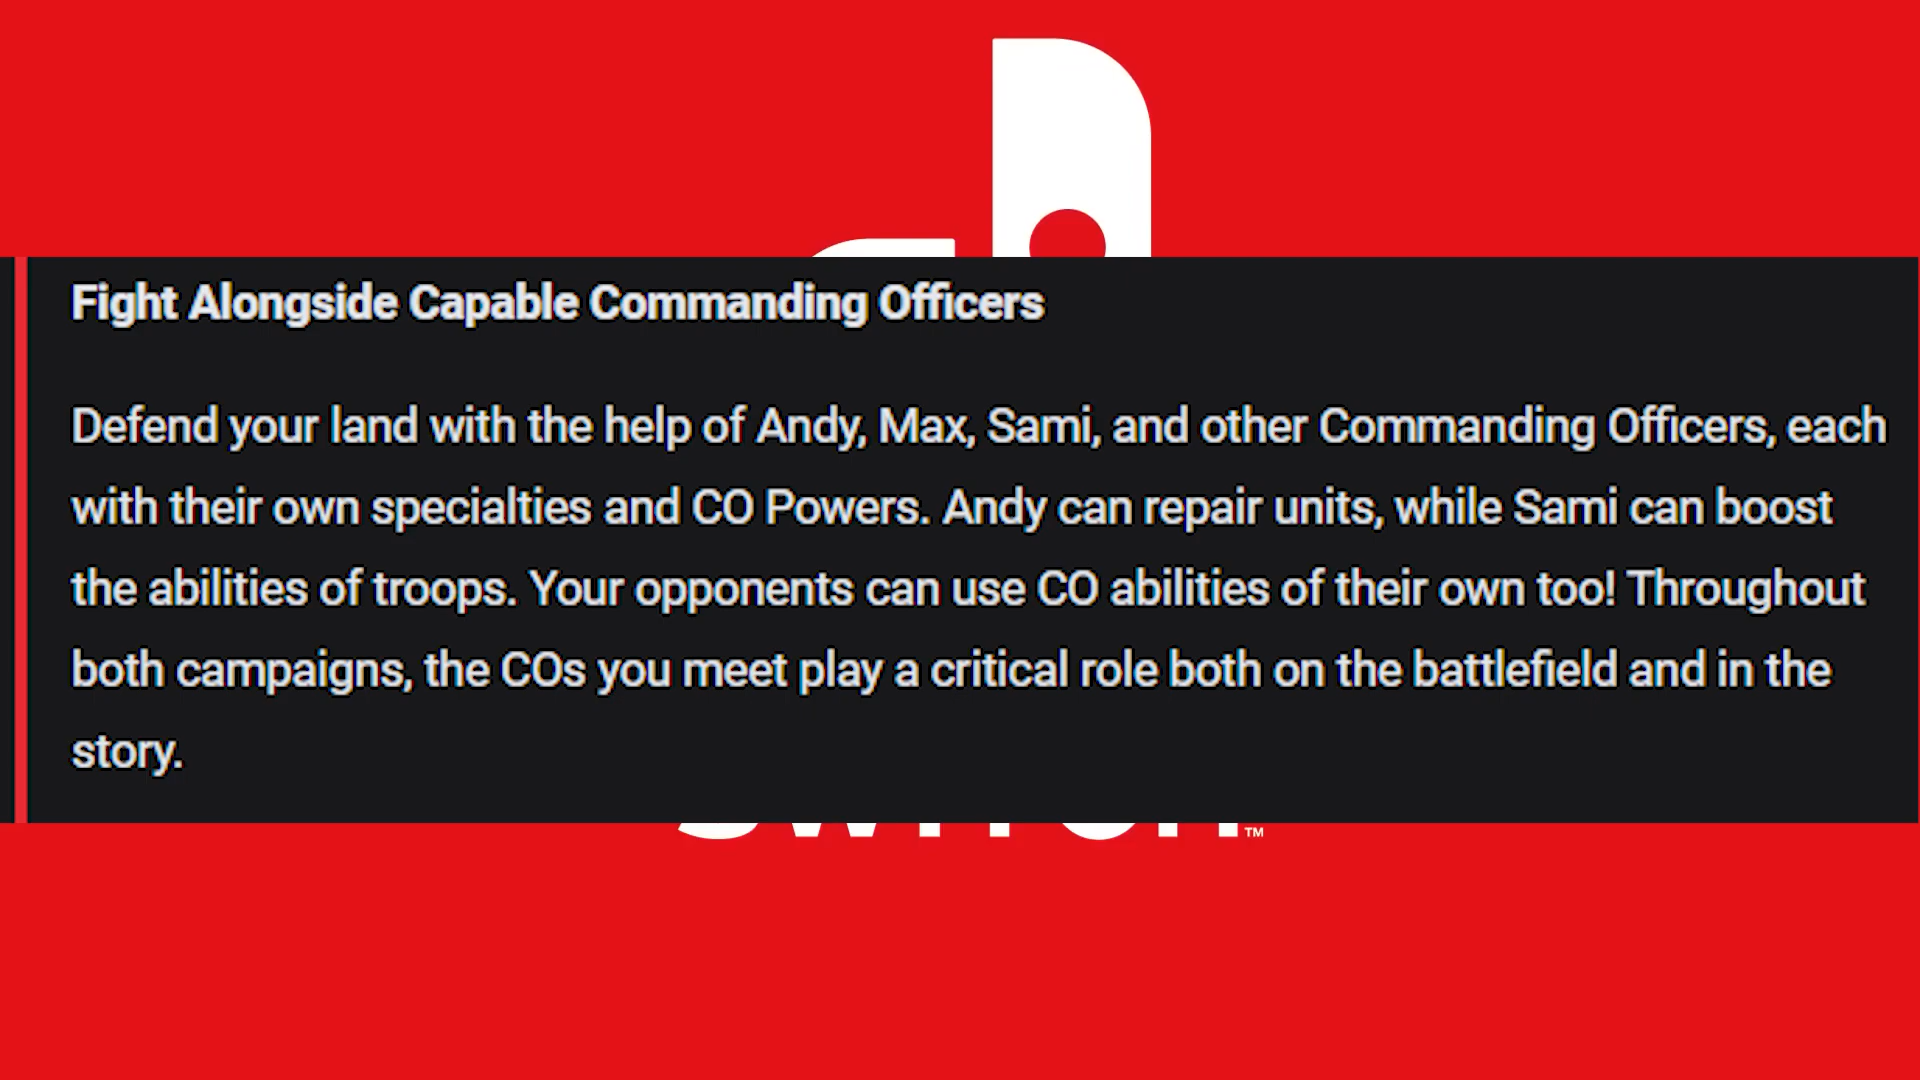 Fight Alongside Capable Commanding Officers
Defend your land with the help of Andy, Max, Sami, and other Commanding Officers, each
with their own specialties and CO Powers. Andy can repair units, while Sami can boost
the abilities of troops. Your opponents can use CO abilities of their own too! Throughout
both campaigns, the COs you meet play a critical role both on the battlefield and in the
story.
SWITCH™